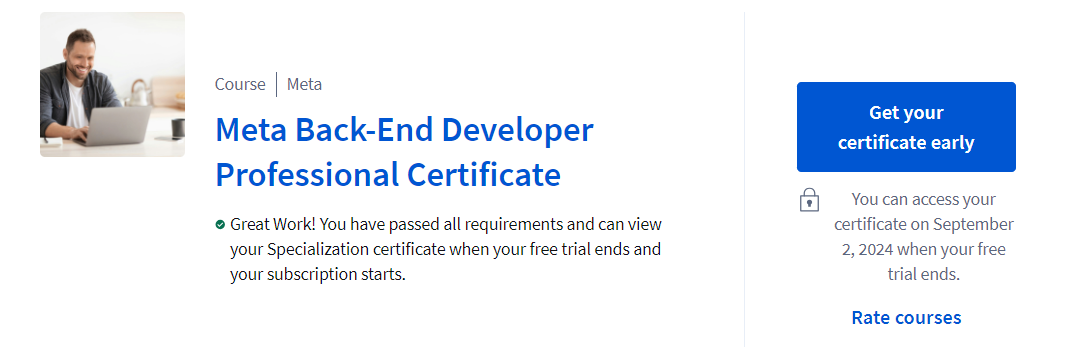 Course | Meta
Meta Back-End Developer
Professional Certificate
Great Work! You have passed all requirements and can view
your Specialization certificate when your free trial ends and
your subscription starts.
Get your
certificate early
You can access your
certificate on September
2, 2024 when your free
trial ends.
Rate courses